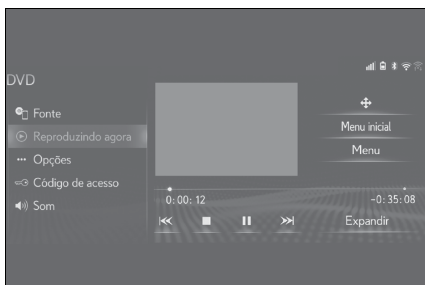 DVD
Fonte
Reproduzindo agora
Opções
Código de acesso
Som
Menu inicial
Menu
0:00:12
-0:35:08
Expandir